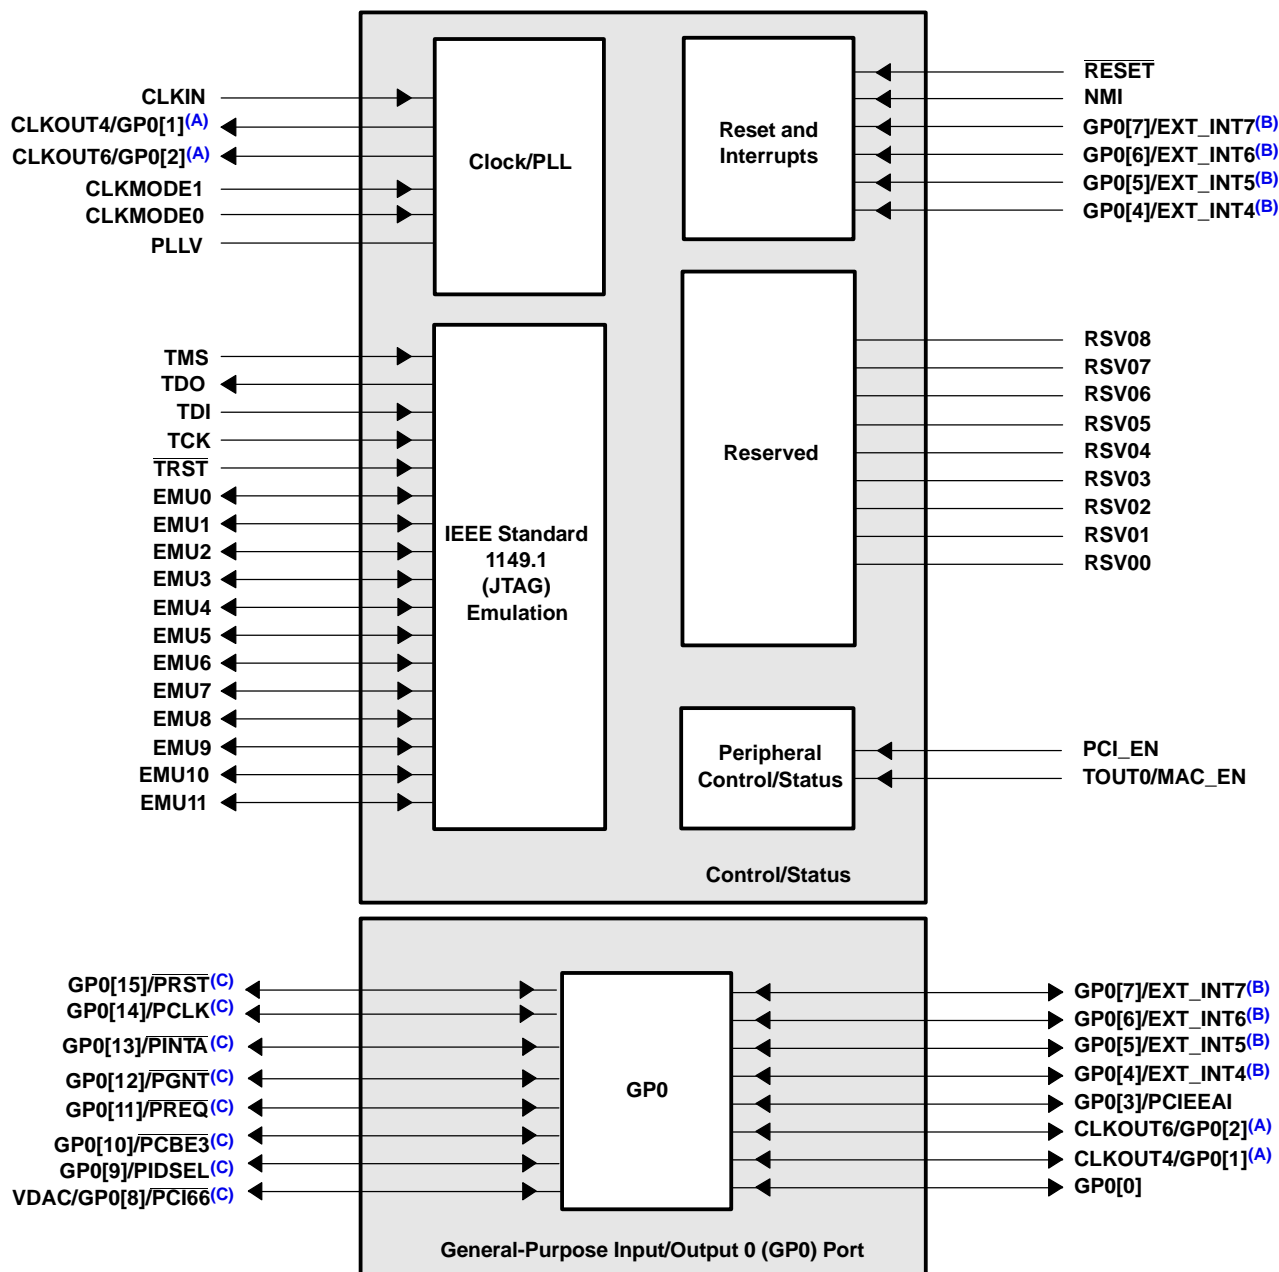 CLKIN
CLKOUT4/GP0[1](A)
CLKOUT6/GP0[2](A)
CLKMODE1
CLKMODE0
PLLV
Clock/PLL
Reset and
Interrupts
RESET
NMI
GP0[7]/EXT_INT7(B)
GP0[6]/EXT_INT6(B)
GP0[5]/EXT_INT5(B)
GP0[4]/EXT_INT4(B)
TMS
TDO
TDI
TCK
TRST
EMU0
EMU1
EMU2
EMU3
EMU4
EMU5
EMU6
EMU7
EMU8
EMU9
EMU10
EMU11
IEEE Standard
1149.1
(JTAG)
Emulation
Reserved
RSV08
RSV07
RSV06
RSV05
RSV04
RSV03
RSV02
RSV01
RSV00
Peripheral
Control/Status
PCI_EN
TOUT0/MAC_EN
Control/Status
GP0[15]/PRST(C)
GP0[14]/PCLK(C)
GP0[13]/PINTA(C)
GP0[12]/PGNT(C)
GP0[11]/PREQ(C)
GP0[10]/PCBE3(C)
GP0[9]/PIDSEL(C)
VDAC/GP0[8]/PCI66(C)
GP0
GP0[7]/EXT_INT7(B)
GP0[6]/EXT_INT6(B)
GP0[5]/EXT_INT5(B)
GP0[4]/EXT_INT4(B)
GP0[3]/PCIEEAI
CLKOUT6/GP0[2](A)
CLKOUT4/GP0[1](A)
GP0[0]
General-Purpose Input/Output 0 (GP0) Port